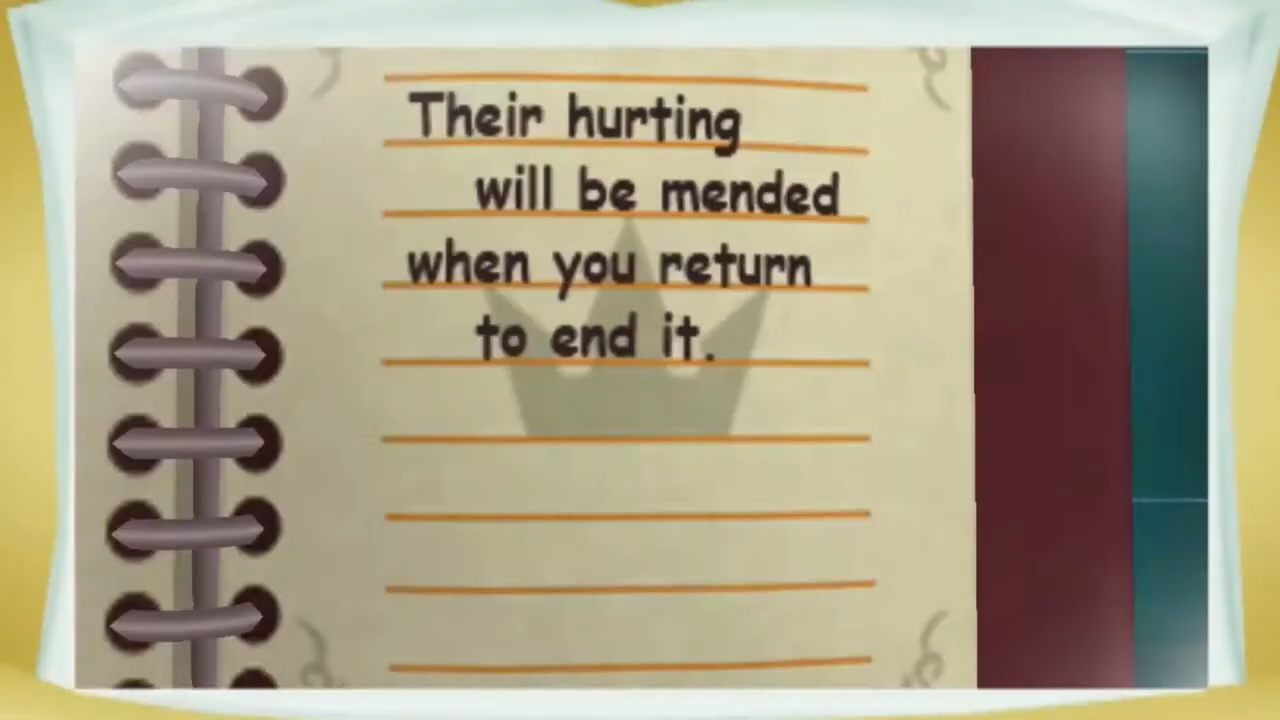 Their hurting
will be mended
when you return
to end it.